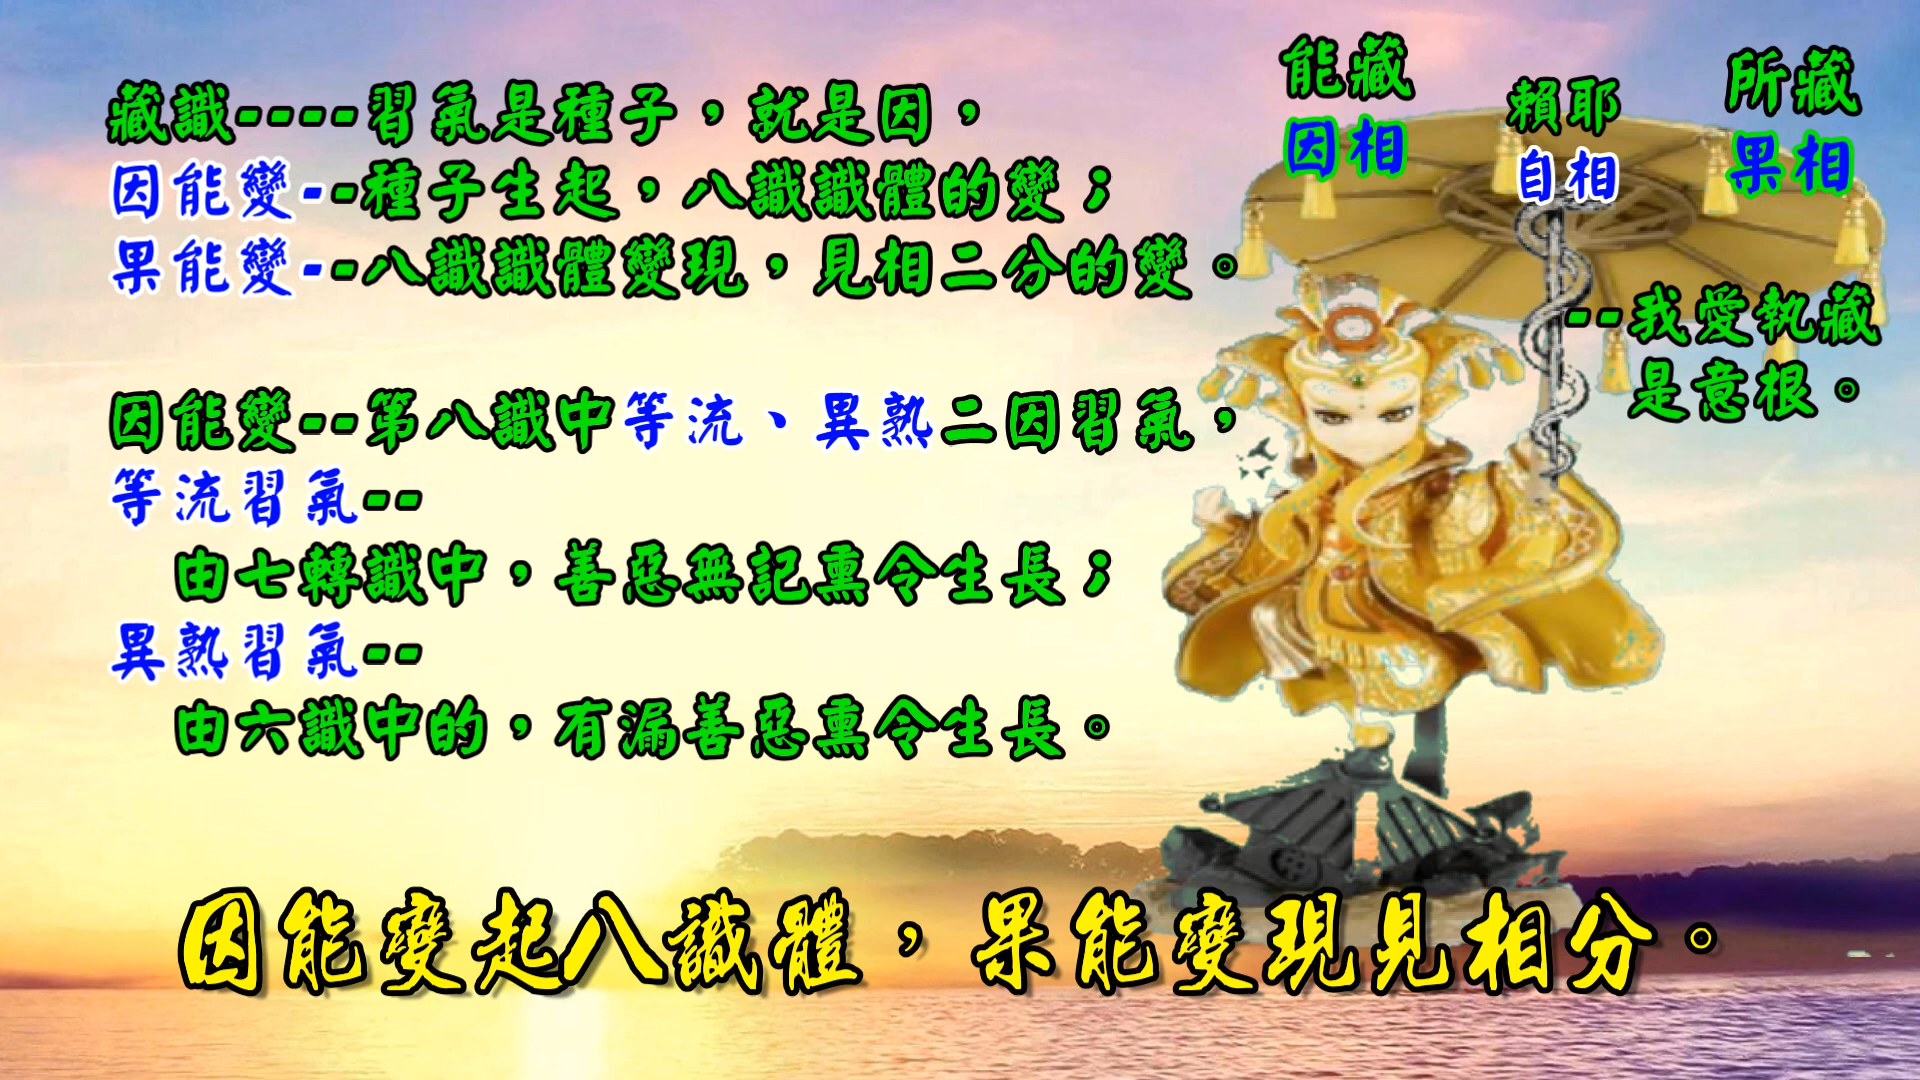 藏識----習氣是種子，就是因，
因能變--種子生起，八識識體的變；
果能變--八識識體變現，見相二分的變。
因能變--第八識中等流、異熟二因習氣，
等流習氣--
由七轉識中，善惡無記熏令生長；
異熟習氣--
由六識中的，有漏善惡熏令生長。
能藏
因相
賴耶
自相
所藏
果相
--我愛執藏
是意根。
因能變起八識體，果能變現見相分。